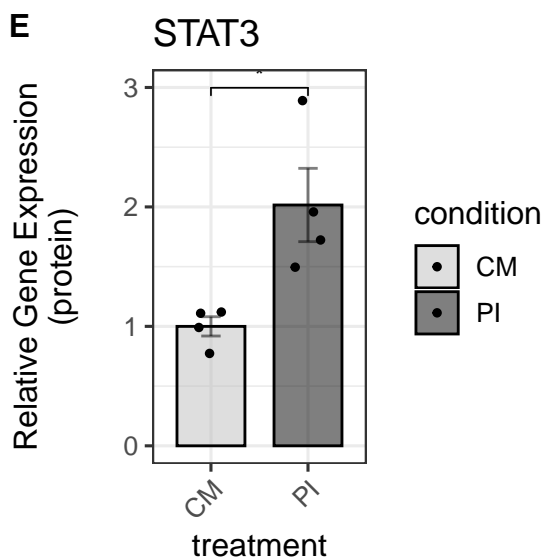 E
STAT3
*
Relative Gene Expression
(protein)
3
2
1
0
CM
PI
treatment
condition
CM
PI